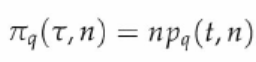 π_q(τ, n) = np_q(t, n)